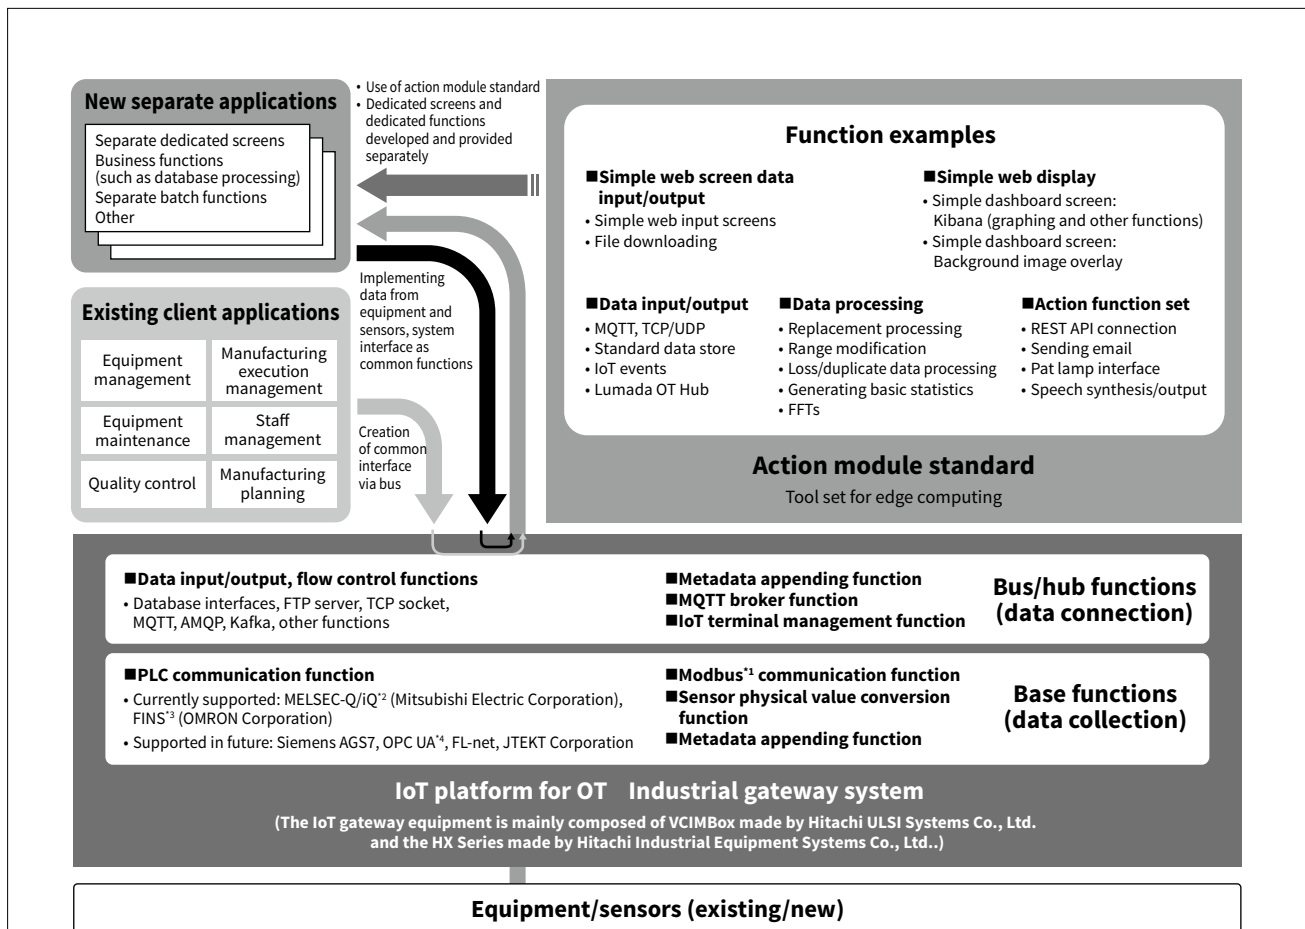 New separate applications
Separate dedicated screens
Business functions
(such as database processing)
Separate batch functions
Other
• Use of action module standard
• Dedicated screens and
dedicated functions
developed and provided
separately
Implementing
data from
equipment and
sensors, system
interface as
common functions
Existing client applications
Equipment
management
Manufacturing
execution
management
Equipment
maintenance
Staff
management
Quality control
Manufacturing
planning
Creation
of common
interface
via bus
Function examples
■Simple web screen data
input/output
• Simple web input screens
• File downloading
■Simple web display
• Simple dashboard screen:
Kibana (graphing and other functions)
• Simple dashboard screen:
Background image overlay
■Data input/output
• MQTT, TCP/UDP
• Standard data store
• IoT events
• Lumada OT Hub
■Data processing
• Replacement processing
• Range modification
• Loss/duplicate data processing
• Generating basic statistics
• FFTs
■Action function set
• REST API connection
• Sending email
• Pat lamp interface
• Speech synthesis/output
Action module standard
Tool set for edge computing
■Data input/output, flow control functions
• Database interfaces, FTP server, TCP socket,
MQTT, AMQP, Kafka, other functions
■Metadata appending function
■MQTT broker function
■IoT terminal management function
Bus/hub functions
(data connection)
■PLC communication function
• Currently supported: MELSEC-Q/iQ*2 (Mitsubishi Electric Corporation),
FINS*3 (OMRON Corporation)
• Supported in future: Siemens AGS7, OPC UA*4, FL-net, JTEKT Corporation
■Modbus*1 communication function
■Sensor physical value conversion
function
■Metadata appending function
Base functions
(data collection)
IoT platform for OT Industrial gateway system
(The IoT gateway equipment is mainly composed of VCIMBox made by Hitachi ULSI Systems Co., Ltd.
and the HX Series made by Hitachi Industrial Equipment Systems Co., Ltd..)
Equipment/sensors (existing/new)